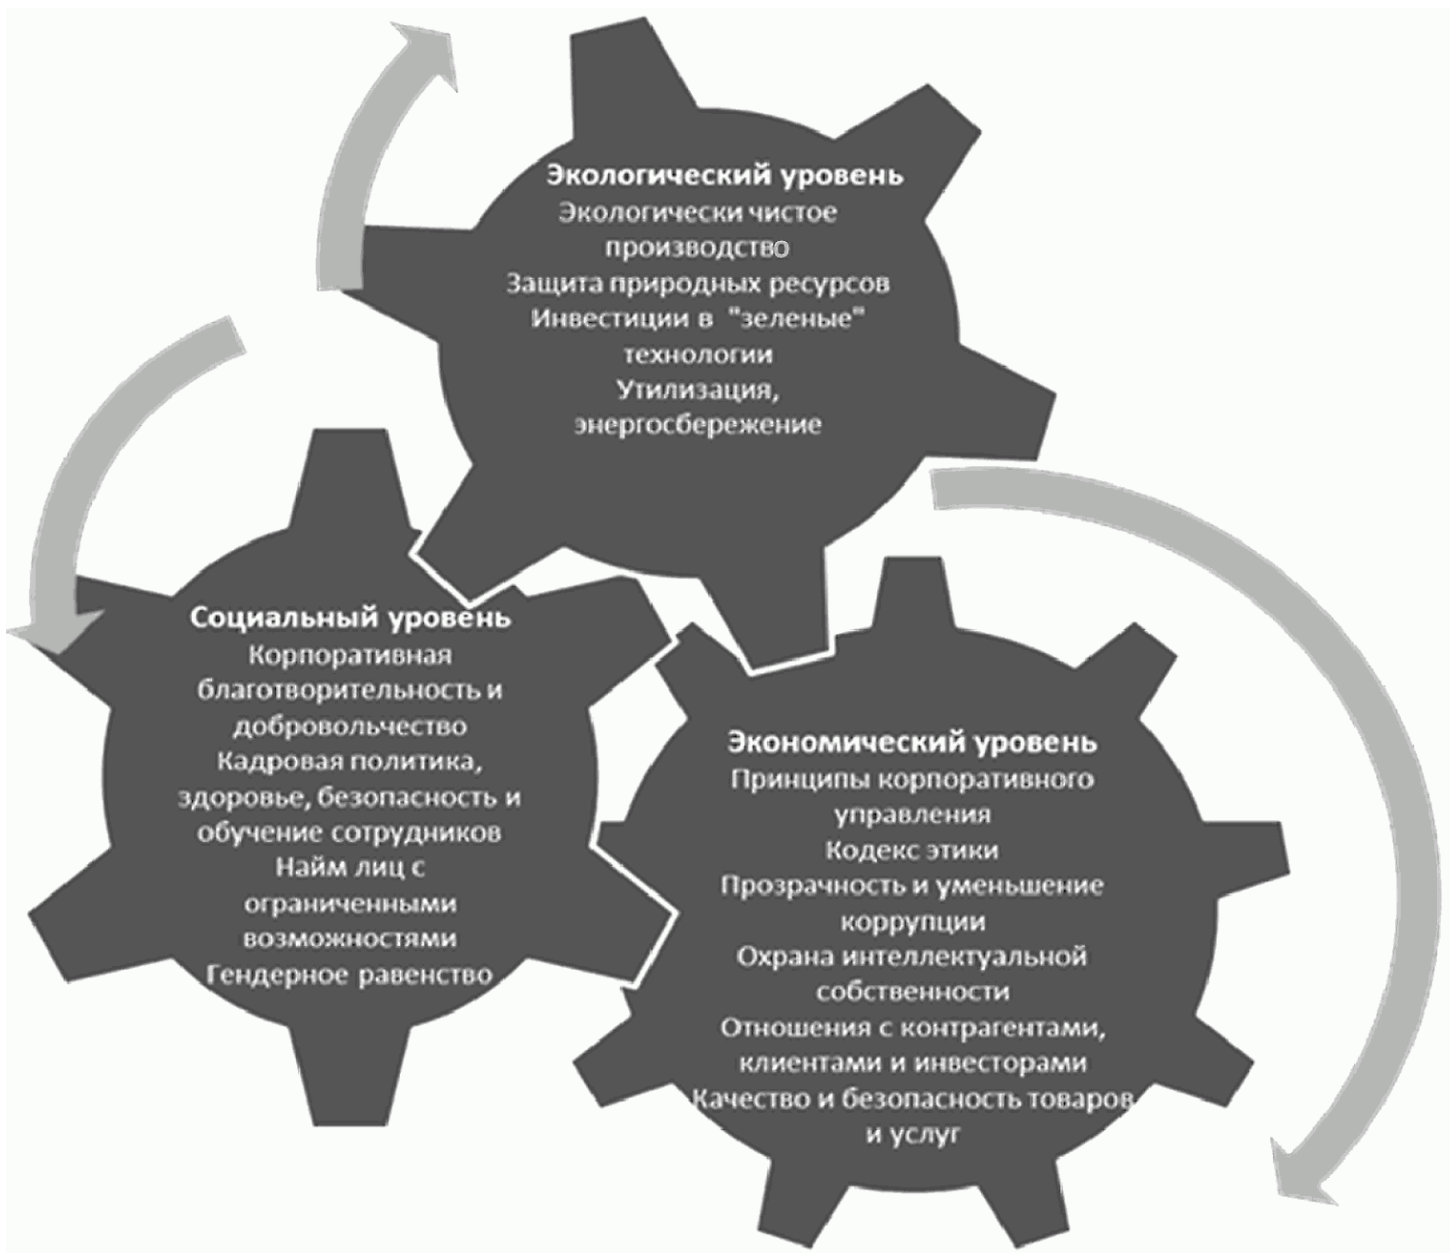 Экологический уровень
Экологически чистое
производство
Защита природных ресурсов
Инвестиции в "зеленые"
технологии
Утилизация,
энергосбережение
Социальный уровень
Корпоративная
благотворительность и
добровольчество
Кадровая политика,
здоровье, безопасность и
обучение сотрудников
Найм лиц с
ограниченными
возможностями
Гендерное равенство
Экономический уровень
Принципы корпоративного
управления
Кодекс этики
Прозрачность и уменьшение
коррупции
Охрана интеллектуальной
собственности
Отношения с контрагентами,
клиентами и инвесторами
Качество и безопасность товаров
и услуг